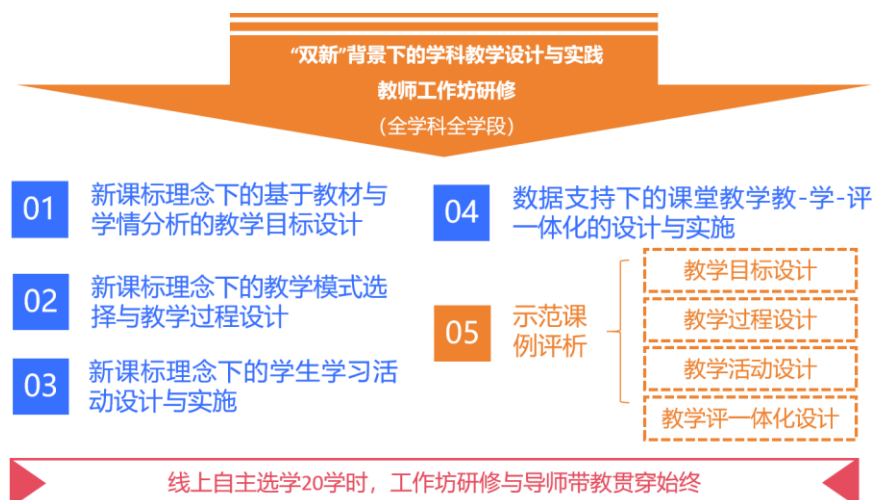 “双新”背景下的学科教学设计与实践
教师工作坊研修
（全学科全学段）
01
新课标理念下的基于教材与
学情分析的教学目标设计
02
新课标理念下的教学模式选
择与教学过程设计
03
新课标理念下的学生学习活
动设计与实施
04
数据支持下的课堂教学教-学-评
一体化的设计与实施
05
示范课
例评析
教学目标设计
教学过程设计
教学活动设计
教学评一体化设计
线上自主选学20学时，工作坊研修与导师带教贯穿始终